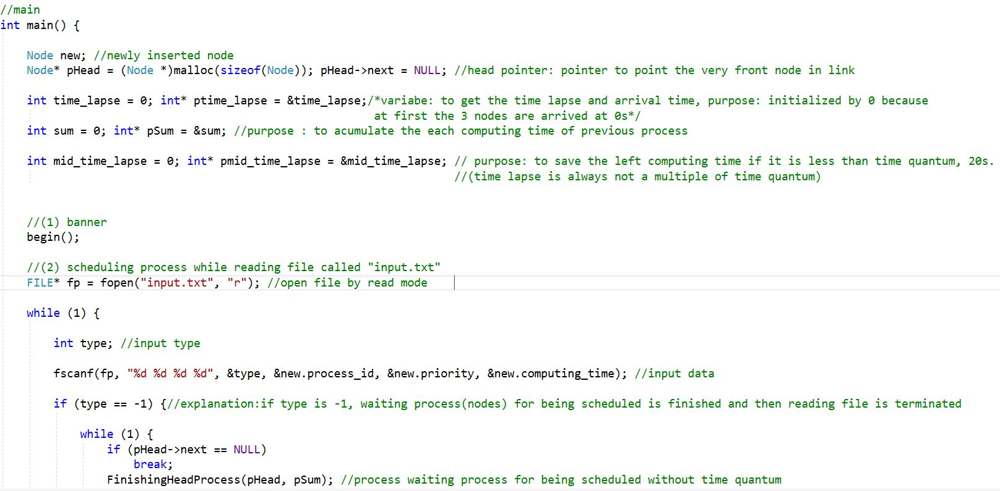 //main
int main() {
Node new; //newly inserted node
Node* pHead = (Node *)malloc(sizeof(Node)); pHead->next = NULL; //head pointer: pointer to point the very front node in link
int time_lapse = 0; int* ptime_lapse = &time_lapse;/*variabe: to get the time lapse and arrival time, purpose: initialized by 0 because
at first the 3 nodes are arrived at 0s*/
int sum = 0; int* pSum = &sum; //purpose : to acumulate the each computing time of previous process
int mid_time_lapse = 0; int* pmid_time_lapse = &mid_time_lapse; // purpose: to save the left computing time if it is less than time quantum, 20s.
//(time lapse is always not a multiple of time quantum)
//(1) banner
begin();
//(2) scheduling process while reading file called "input.txt"
FILE* fp = fopen("input.txt", "r"); //open file by read mode
while (1) {
int type; //input type
fscanf(fp, "%d %d %d %d", &type, &new.process_id, &new.priority, &new.computing_time); //input data
if (type == -1) {//explanation:if type is -1, waiting process(nodes) for being scheduled is finished and then reading file is terminated
while (1) {
if (pHead->next == NULL)
break;
FinishingHeadProcess(pHead, pSum); //process waiting process for being scheduled without time quantum